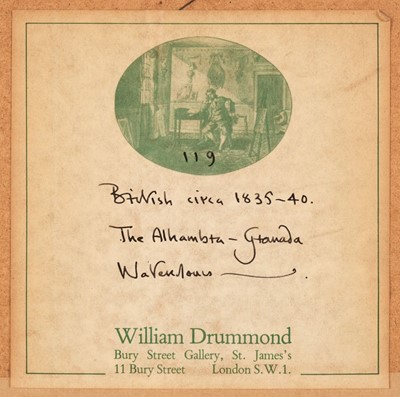 119
British circa 1835-40.
The Alhambra - Granada
Watercolours
William Drummond
Bury Street Gallery, St. James's
11 Bury Street London S.W.1.